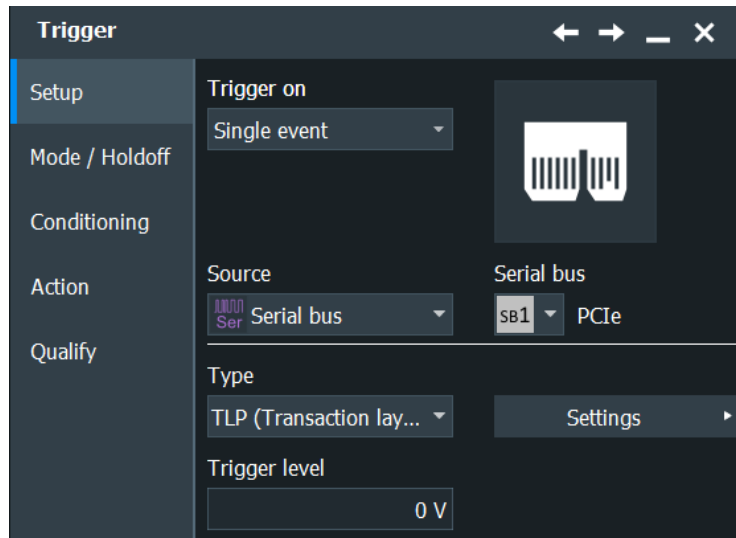 Trigger
Setup
Mode / Holdoff
Conditioning
Action
Qualify
Trigger on
Single event
Source
Serial bus
Ser Serial bus
SB1 PCIe
Type
TLP (Transaction lay...
Settings
Trigger level
0 V